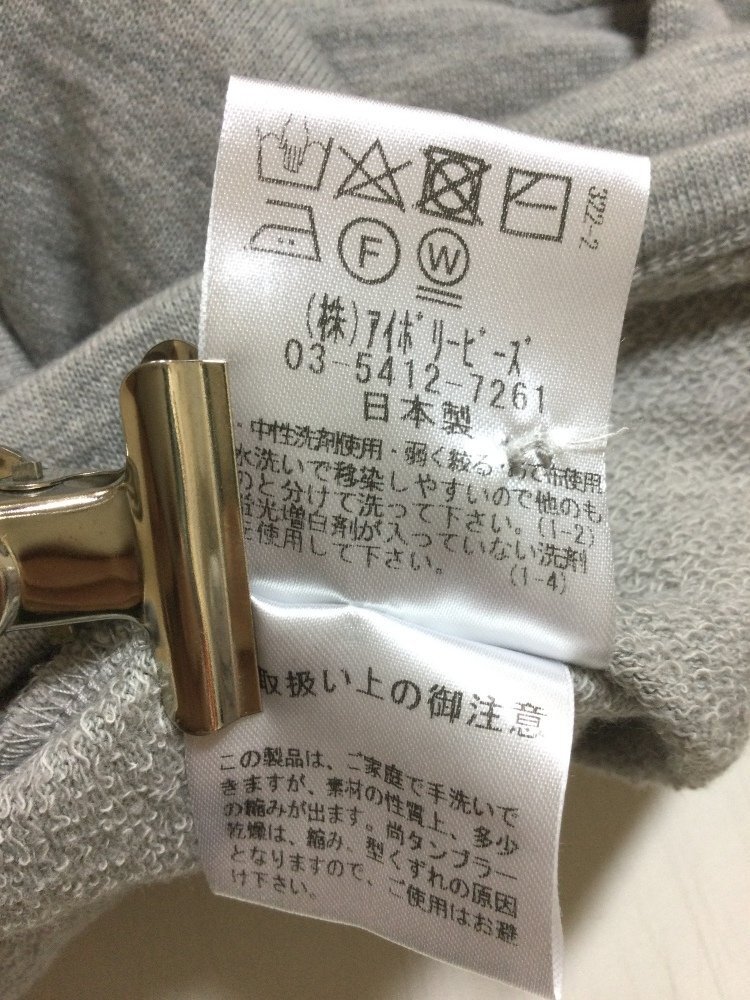 322-2
F
W
(株)アイボリービーズ
03-5412-7261
日本製
・中性洗剤使用・弱く絞る・あて布使用
水洗いで移染しやすいので他のも
のと分けて洗って下さい。(1-2)
蛍光増白剤が入っていない洗剤
を使用して下さい。 (1-4)
取扱い上の御注意
この製品は、ご家庭で手洗いで
きますが、素材の性質上、多少
の縮みが出ます。尚タンブラー
乾燥は、縮み、型くずれの原因
となりますので、ご使用はお避
け下さい。